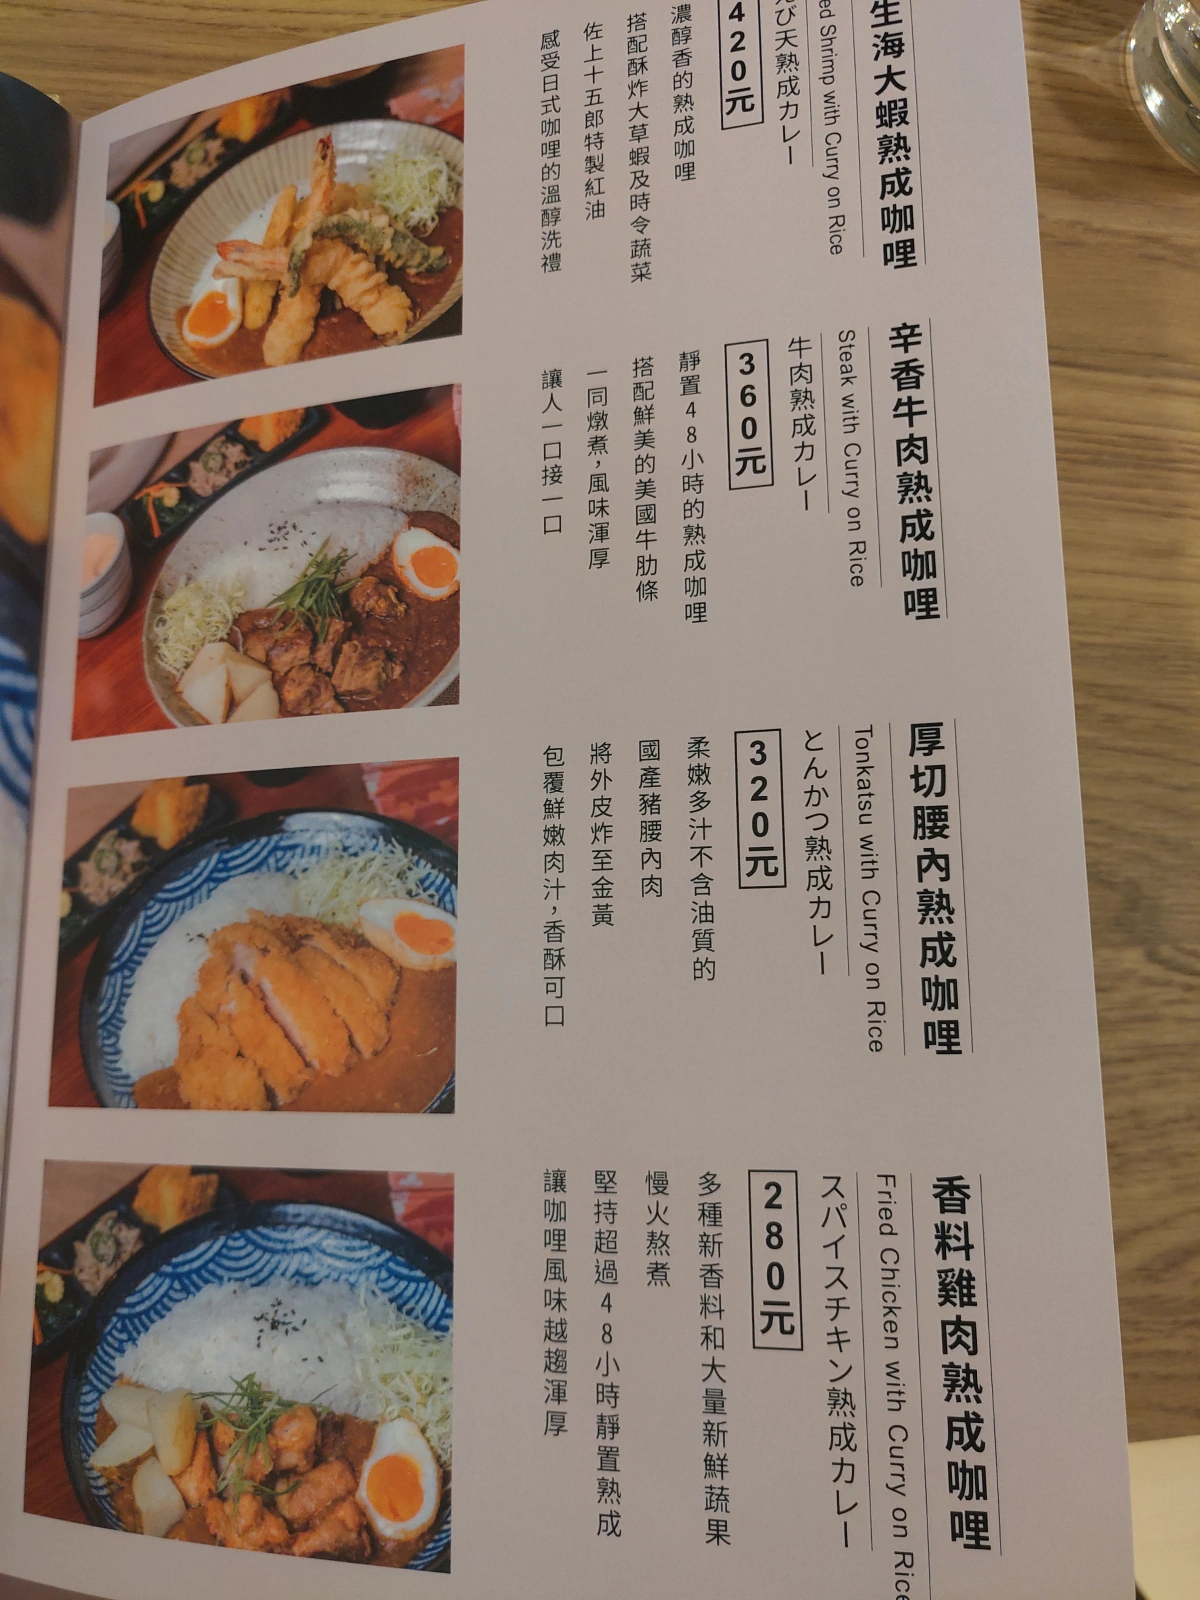 生海大蝦熟成咖哩
ed Shrimp with Curry on Rice
び天熟成カレー
420元
濃醇香的熟成咖哩
搭配酥炸大草蝦及時令蔬菜
佐上十五郎特製紅油
感受日式咖哩的溫醇洗禮
辛香牛肉熟成咖哩
Steak with Curry on Rice
牛肉熟成カレー
360元
靜置48小時的熟成咖哩
搭配鮮美的美國牛肋條
一同燉煮，風味渾厚
讓人一口接一口
厚切腰內熟成咖哩
Tonkatsu with Curry on Rice
とんかつ熟成カレー
320元
柔嫩多汁不含油質的
國產豬腰內肉
將外皮炸至金黃
包覆鮮嫩肉汁，香酥可口
香料雞肉熟成咖哩
Fried Chicken with Curry on Rice
スパイスチキン熟成カレー
280元
多種新香料和大量新鮮蔬果
慢火熬煮
堅持超過48小時靜置熟成
讓咖哩風味越趨渾厚